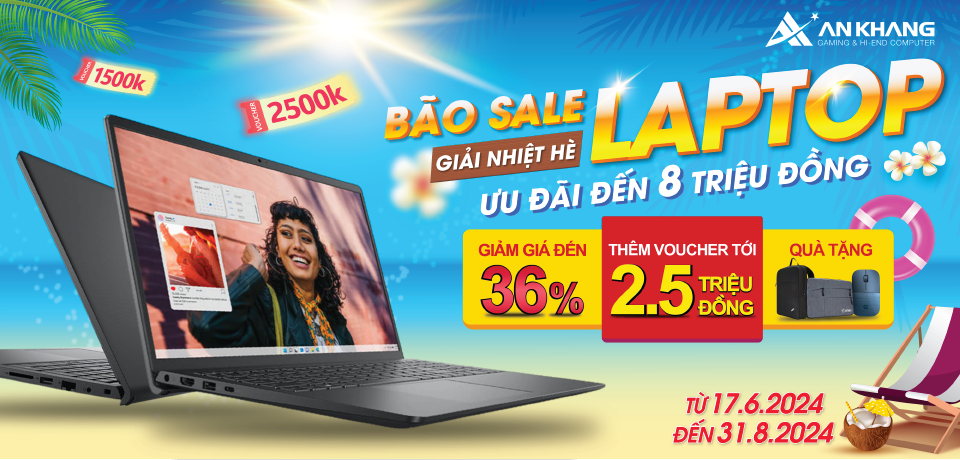 AN KHANG
GAMING & HI-END COMPUTER
VOUCHER 1500k
VOUCHER 2500k
BÃO SALE
LAPTOP
GIẢI NHIỆT HÈ
ƯU ĐÃI ĐẾN 8 TRIỆU ĐỒNG
GIẢM GIÁ ĐẾN
36%
THÊM VOUCHER TỚI
2.5 TRIỆU
ĐỒNG
QUÀ TẶNG
TỪ 17.6.2024
ĐẾN 31.8.2024